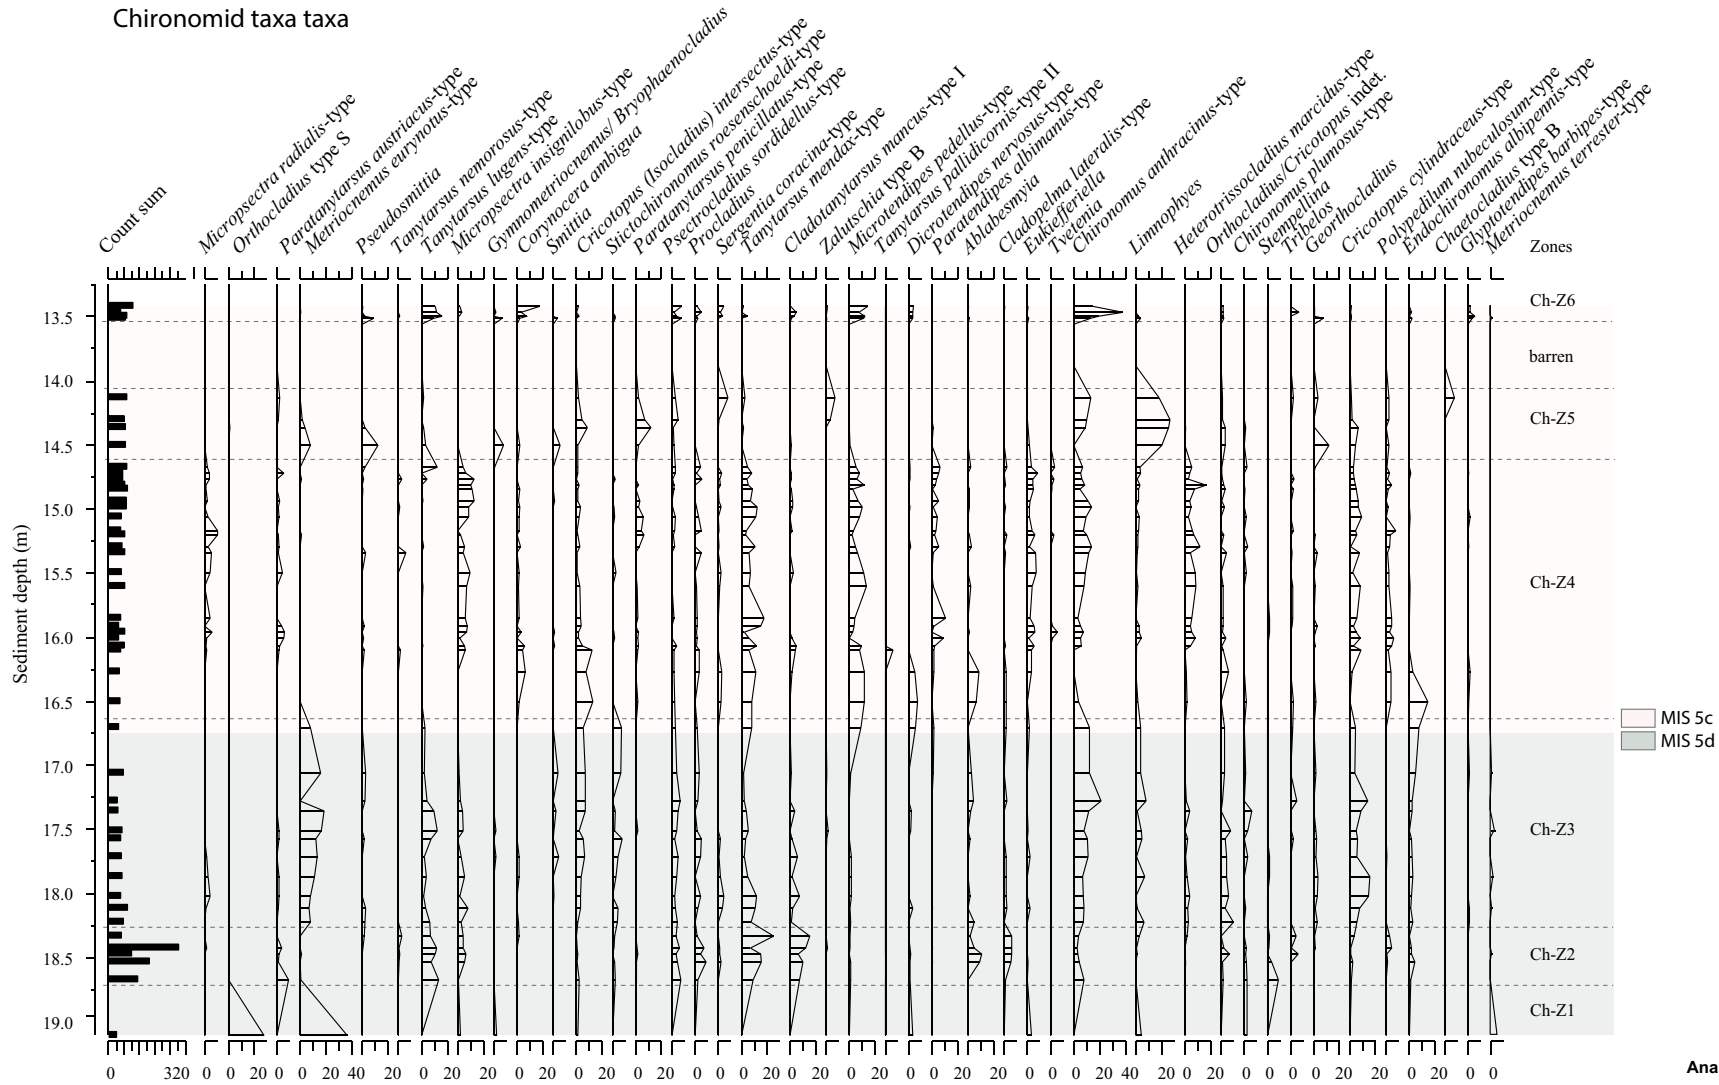 Chironomid taxa taxa
Count sum
Micropsectra radialis-type
Orthocladius type S
Paratanytarsus austriacus-type
Metriocnemus eurynotus-type
Pseudosmittia
Tanytarsus nemorosus-type
Tanytarsus lugens-type
Micropsectra insignilobus-type
Gymnometriocnemus/ Bryophaenocladius
Corynocera ambigua
Smittia
Cricotopus (Isocladius) intersectus-type
Stictochironomus roesenschoeldi-type
Paratanytarsus penicillatus-type
Psectrocladius sordidellus-type
Procladius
Sergentia coracina-type
Tanytarsus mendax-type
Cladotanytarsus mancus-type I
Zalutschia type B
Microtendipes pedellus-type
Tanytarsus pallidicornis-type II
Dicrotendipes nervosus-type
Paratendipes albimanus-type
Ablabesmyia
Cladopelma lateralis-type
Eukiefferiella
Tvetenia
Chironomus anthracinus-type
Limnophyes
Heterotrissocladius marcidus-type
Orthocladius/Cricotopus indet.
Chironomus plumosus-type
Stempellina
Tribelos
Georthocladius
Cricotopus cylindraceus-type
Polypedilum nubeculosum-type
Endochironomus albipennis-type
Chaetocladius type B
Glyptotendipes barbipes-type
Metriocnemus terrester-type
Zones
Ch-Z6
13.5
barren
14.0
Ch-Z5
14.5
15.0
15.5
Ch-Z4
16.0
16.5
MIS 5c
MIS 5d
17.0
17.5
Ch-Z3
18.0
18.5
Ch-Z2
19.0
Ch-Z1
Sediment depth (m)
0 320 0 0 20 0 0 20 40 20 0 0 20 0 20 0 20 0 20 0 20 0 20 0 0 20 0 20 0 20 0 20 0 0 20 0 20 0 20 0 20 0 20 40 0 20 0 20 0 20 0 20 0 20 0 20 0 20 0 0
Ana